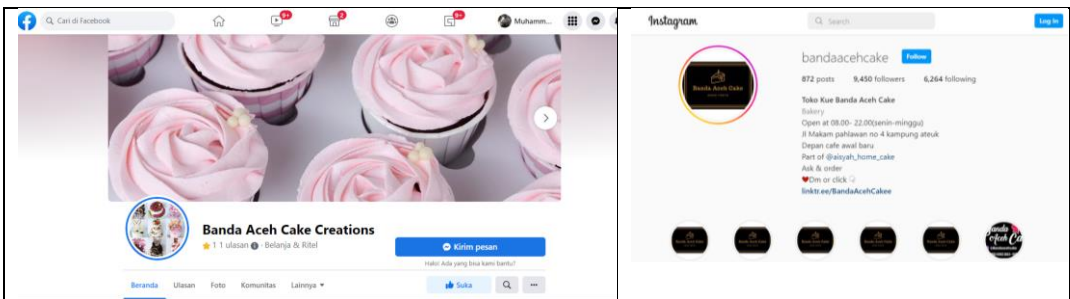 Cari di Facebook
9+
2
9+
Muhamm...
Banda Aceh Cake Creations
1 1 ulasan · Belanja & Ritel
Kirim pesan
Halo! Ada yang bisa kami bantu?
Beranda Ulasan Foto Komunitas Lainnya
Suka
Instagram
Search
Log In
Banda Aceh Cake
bandaacehcake Follow
872 posts 9,450 followers 6,264 following
Toko Kue Banda Aceh Cake
Bakery
Open at 08.00- 22.00(senin-minggu)
Jl Makam pahlawan no 4 kampung ateuk
Depan cafe awal baru
Part of @aisyah_home_cake
Ask & order
Dm or click
linktr.ee/BandaAcehCakee